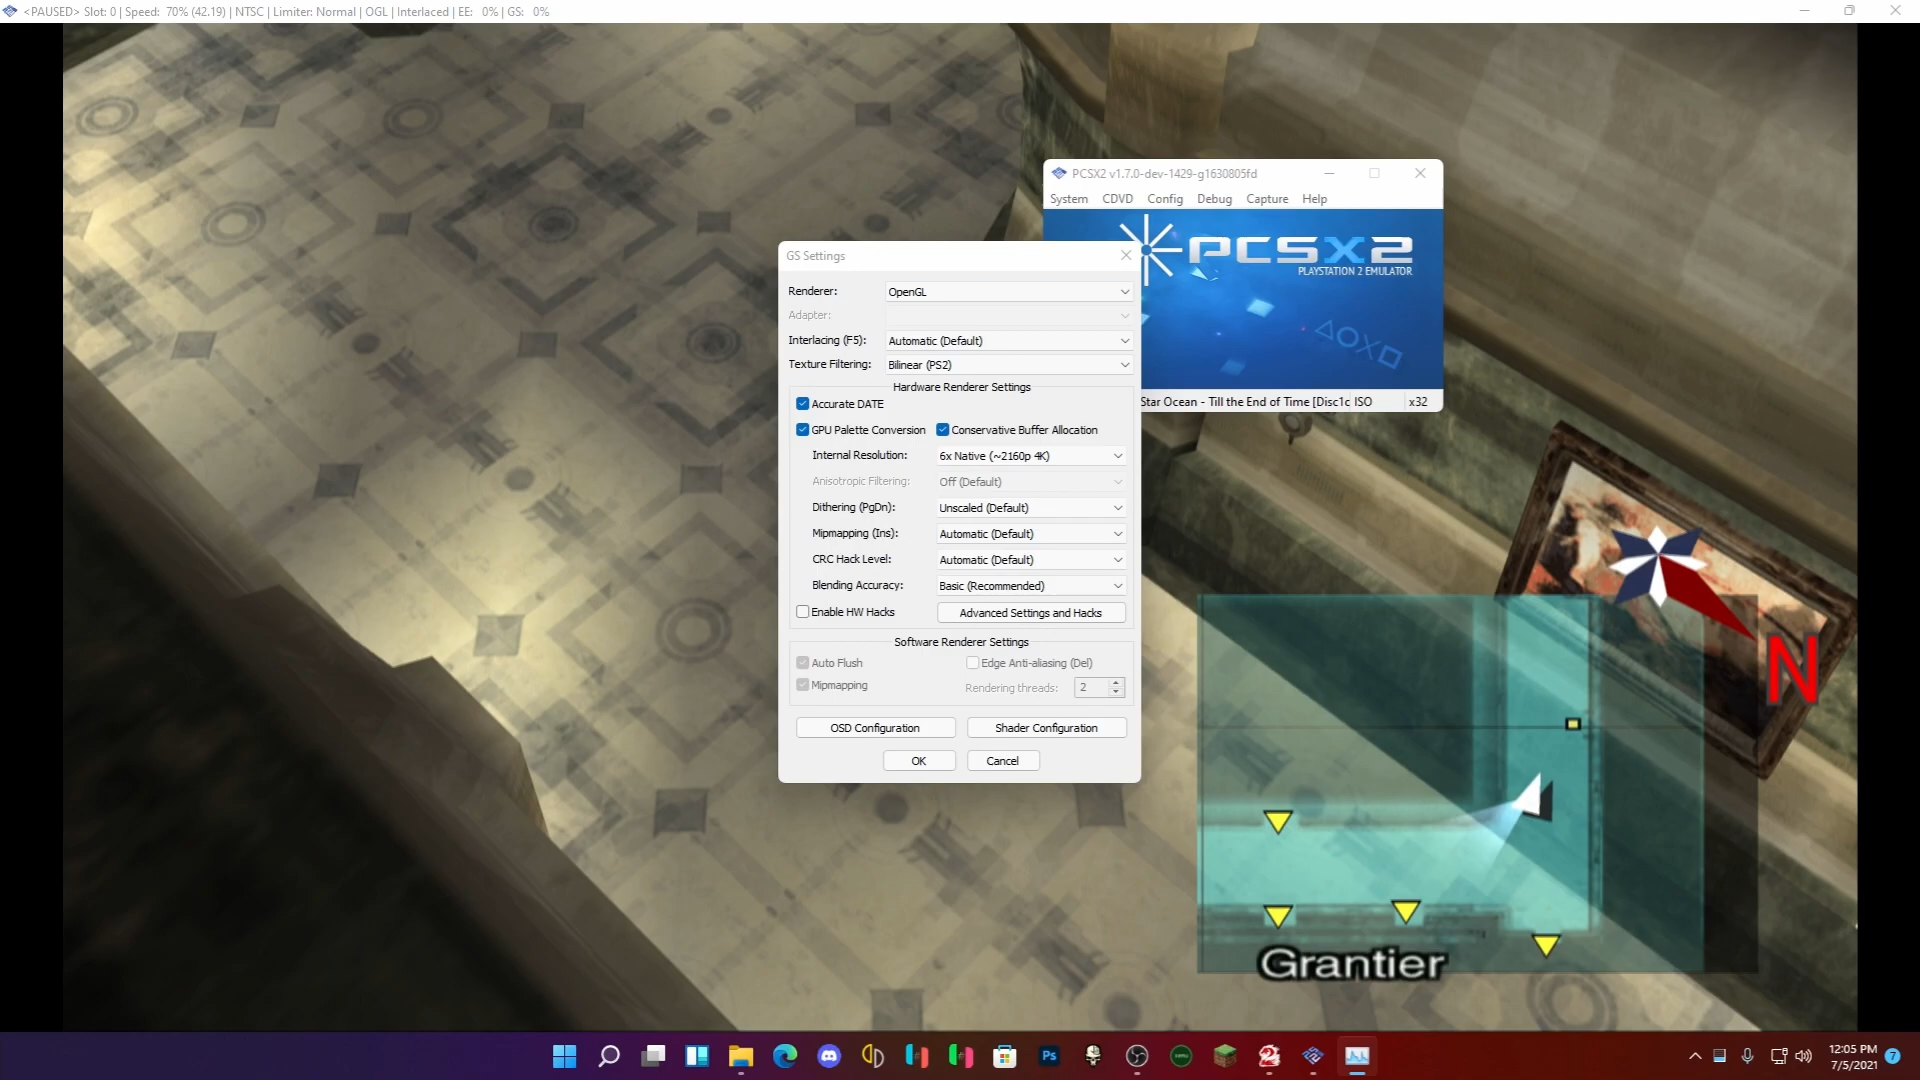 <PAUSED> Slot: 0 | Speed: 70% (42.19) | NTSC | Limiter: Normal | OGL | Interlaced | EE: 0% | GS: 0%
PCSX2 v1.7.0-dev-1429-g1630805fd
System CDVD Config Debug Capture Help
PCSX2
PLAYSTATION 2 EMULATOR
Star Ocean - Till the End of Time [Disc1c ISO x32
GS Settings
Renderer: OpenGL
Adapter:
Interlacing (F5): Automatic (Default)
Texture Filtering: Bilinear (PS2)
Hardware Renderer Settings
Accurate DATE
GPU Palette Conversion Conservative Buffer Allocation
Internal Resolution: 6x Native (~2160p 4K)
Anisotropic Filtering: Off (Default)
Dithering (PgDn): Unscaled (Default)
Mipmapping (Ins): Automatic (Default)
CRC Hack Level: Automatic (Default)
Blending Accuracy: Basic (Recommended)
Enable HW Hacks Advanced Settings and Hacks
Software Renderer Settings
Auto Flush Edge Anti-aliasing (Del)
Mipmapping Rendering threads: 2
OSD Configuration Shader Configuration
OK Cancel
N
Grantier
Ps
12:05 PM
7/5/2021
7